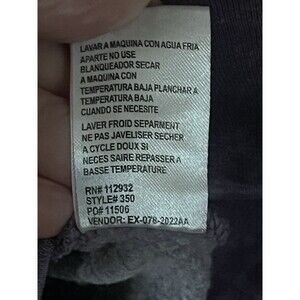 LAVAR A MAQUINA CON AGUA FRIA
APARTE NO USE
BLANQUEADOR SECAR
A MAQUINA CON
TEMPERATURA BAJA PLANCHAR A
TEMPERATURA BAJA
CUANDO SE NECESITE
LAVER FROID SEPARMENT
NE PAS JAVELISER SECHER
A CYCLE DOUX SI
NECES SAIRE REPASSER A
BASSE TEMPERATURE
RN# 112932
STYLE# 350
PO# 11506
VENDOR: EX-078-2022AA